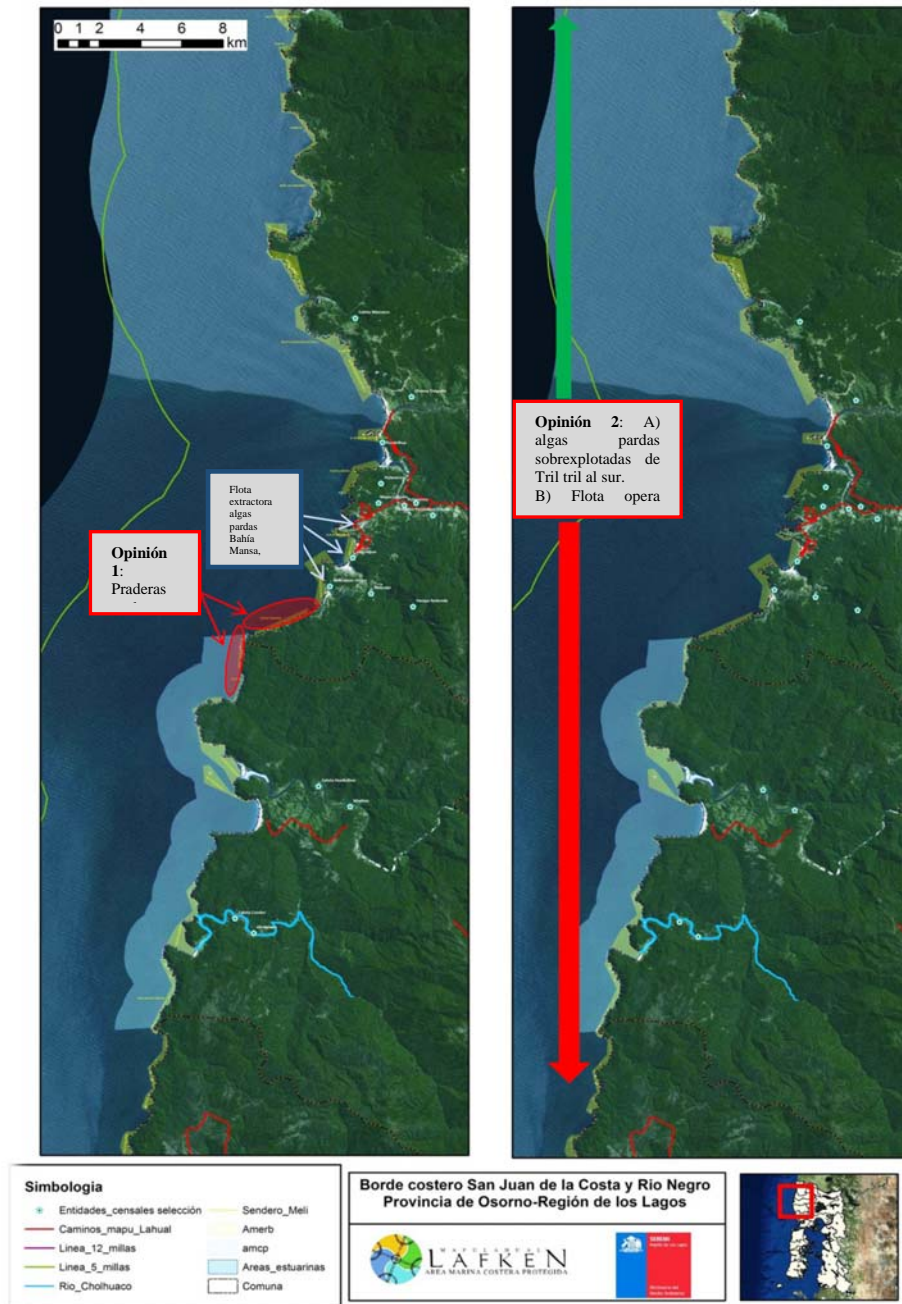 0 1 2 4 6 8
km
Opinión
1:
Praderas
Flota
extractora
algas
pardas
Bahía
Mansa,
Opinión 2: A)
algas pardas
sobrexplotadas de
Tril tril al sur.
B) Flota opera
Simbologia
Entidades_censales selección
Caminos_mapu_Lahual
Linea_12_millas
Linea_5_millas
Rio_Cholhuaco
Sendero_Meli
Amerb
amcp
Areas_estuarinas
Comuna
Borde costero San Juan de la Costa y Rio Negro
Provincia de Osorno-Región de los Lagos
MAPU LAHUAL
LAFKEN
AREA MARINA COSTERA PROTEGIDA